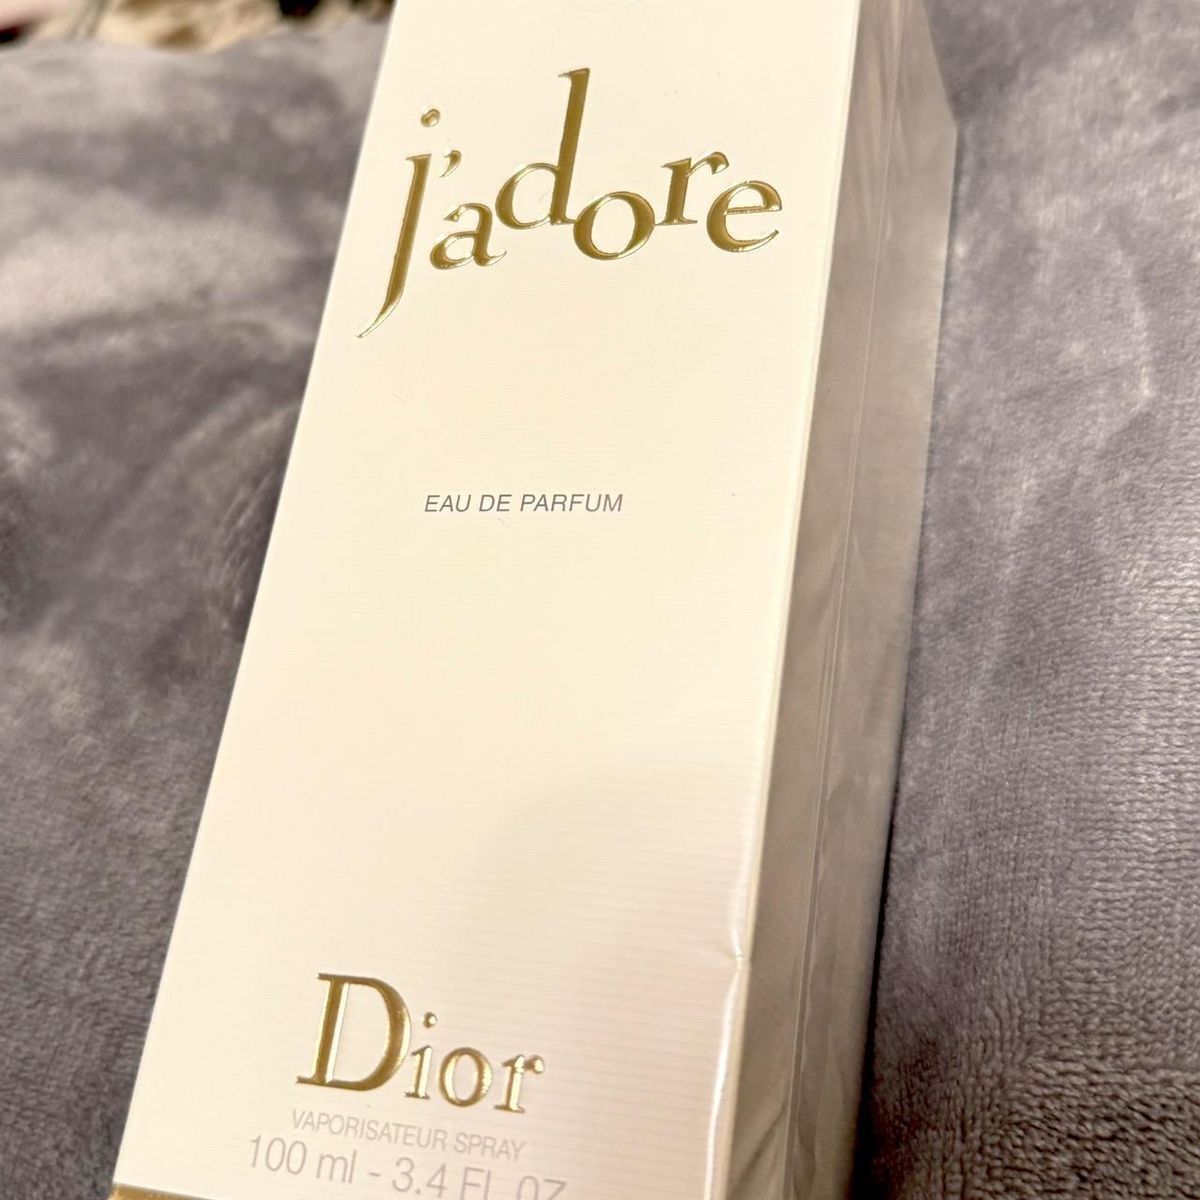 j'adore
EAU DE PARFUM
Dior
VAPORISATEUR SPRAY
100 ml - 3.4 FL OZ